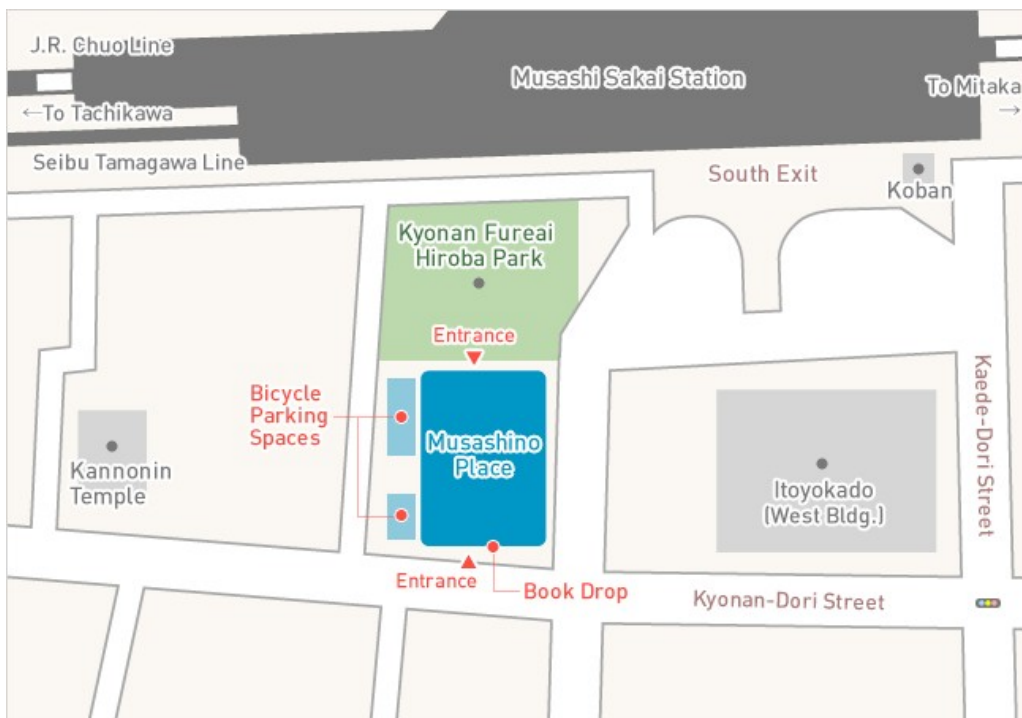 J.R. Chuo Line
Musashi Sakai Station
←To Tachikawa
To Mitaka
→
Seibu Tamagawa Line
South Exit
Koban
Kyonan Fureai
Hiroba Park
Entrance
Bicycle
Parking
Spaces
Musashino
Place
Kannonin
Temple
Itoyokado
(West Bldg.)
Kaede-Dori Street
Entrance
Book Drop
Kyonan-Dori Street